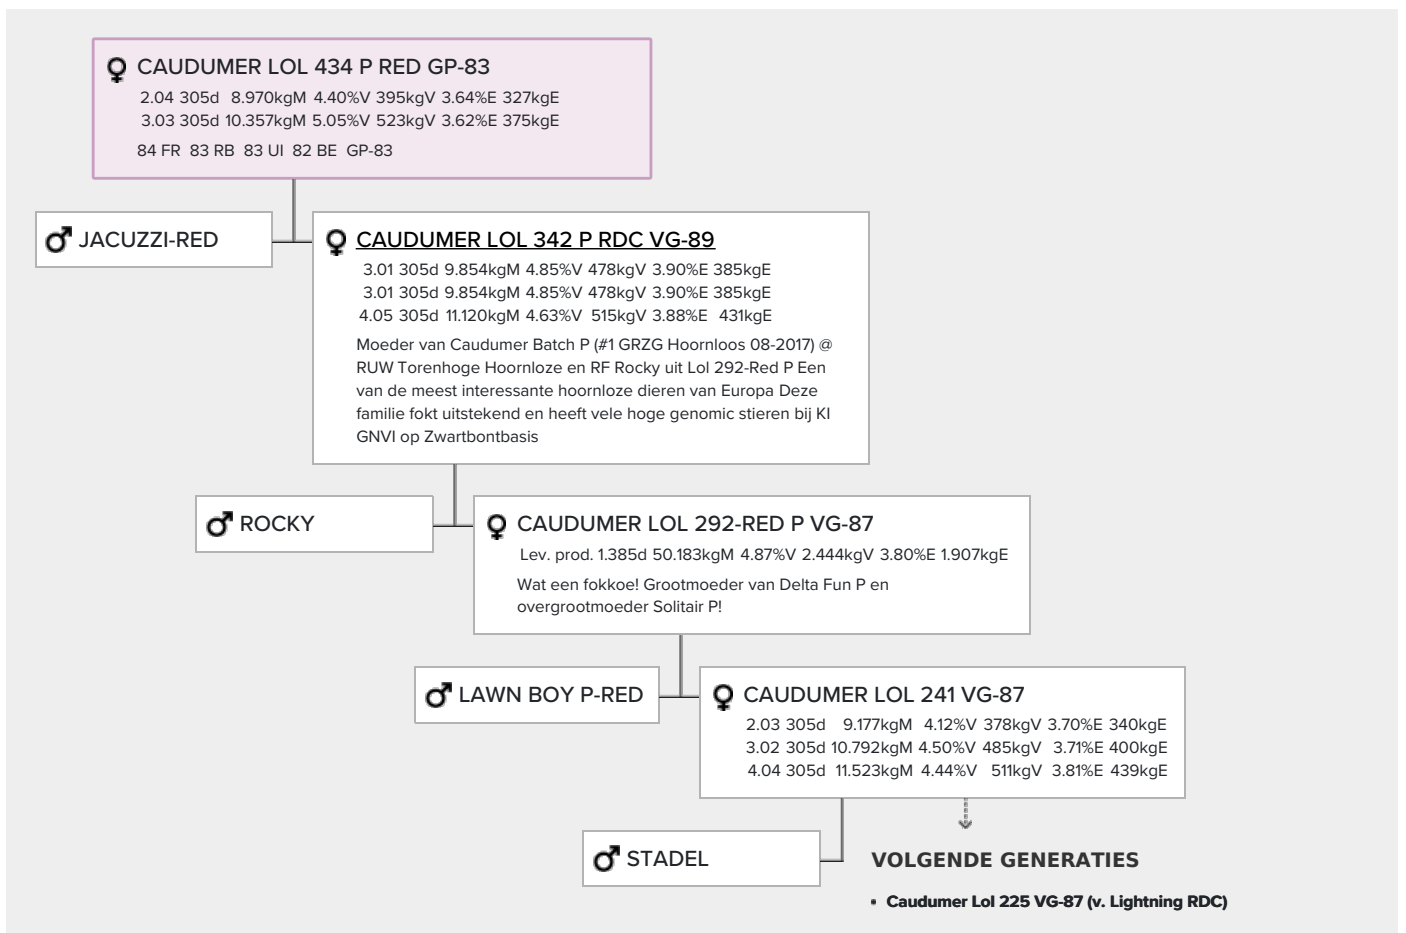 CAUDUMER LOL 434 P RED GP-83
2.04 305d 8.970kgM 4.40%V 395kgV 3.64%E 327kgE
3.03 305d 10.357kgM 5.05%V 523kgV 3.62%E 375kgE
84 FR 83 RB 83 UI 82 BE GP-83
JACUZZI-RED
CAUDUMER LOL 342 P RDC VG-89
3.01 305d 9.854kgM 4.85%V 478kgV 3.90%E 385kgE
3.01 305d 9.854kgM 4.85%V 478kgV 3.90%E 385kgE
4.05 305d 11.120kgM 4.63%V 515kgV 3.88%E 431kgE
Moeder van Caudumer Batch P (#1 GRZG Hoornloos 08-2017) @
RUW Torenhoge Hoornloze en RF Rocky uit Lol 292-Red P Een
van de meest interessante hoornloze dieren van Europa Deze
familie fokt uitstekend en heeft vele hoge genomic stieren bij KI
GNVI op Zwartbontbasis
ROCKY
CAUDUMER LOL 292-RED P VG-87
Lev. prod. 1.385d 50.183kgM 4.87%V 2.444kgV 3.80%E 1.907kgE
Wat een fokkoe! Grootmoeder van Delta Fun P en
overgrootmoeder Solitair P!
LAWN BOY P-RED
CAUDUMER LOL 241 VG-87
2.03 305d 9.177kgM 4.12%V 378kgV 3.70%E 340kgE
3.02 305d 10.792kgM 4.50%V 485kgV 3.71%E 400kgE
4.04 305d 11.523kgM 4.44%V 511kgV 3.81%E 439kgE
STADEL
VOLGENDE GENERATIES
• Caudumer Lol 225 VG-87 (v. Lightning RDC)